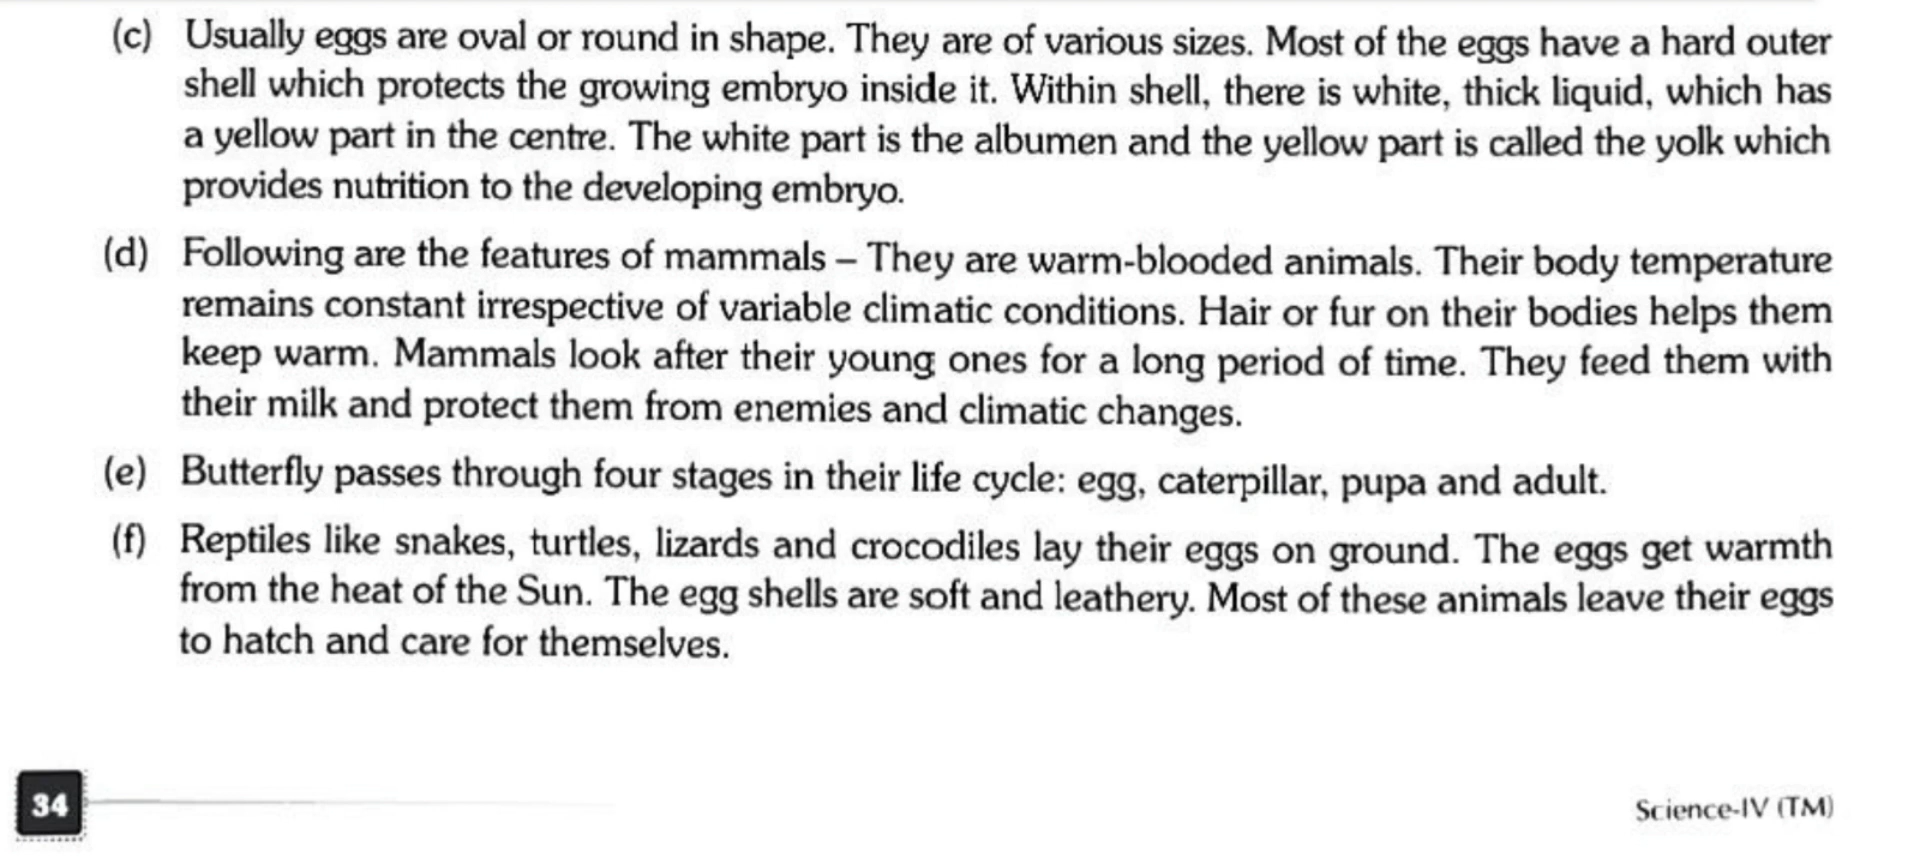 (c) Usually eggs are oval or round in shape. They are of various sizes. Most of the eggs have a hard outer
shell which protects the growing embryo inside it. Within shell, there is white, thick liquid, which has
a yellow part in the centre. The white part is the albumen and the yellow part is called the yolk which
provides nutrition to the developing embryo.
(d) Following are the features of mammals – They are warm-blooded animals. Their body temperature
remains constant irrespective of variable climatic conditions. Hair or fur on their bodies helps them
keep warm. Mammals look after their young ones for a long period of time. They feed them with
their milk and protect them from enemies and climatic changes.
(e) Butterfly passes through four stages in their life cycle: egg, caterpillar, pupa and adult.
(f) Reptiles like snakes, turtles, lizards and crocodiles lay their eggs on ground. The eggs get warmth
from the heat of the Sun. The egg shells are soft and leathery. Most of these animals leave their eggs
to hatch and care for themselves.
34
Science-IV (TM)